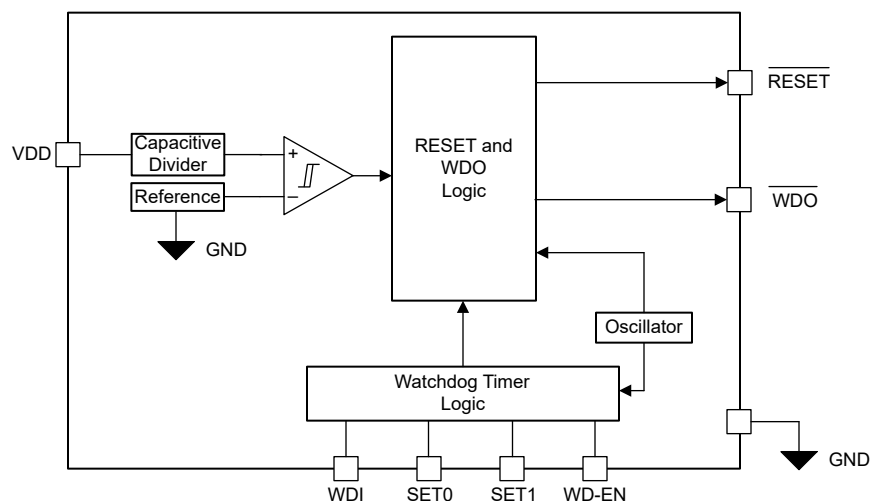 RESET
VDD
Capacitive
Divider
+
Reference
−
GND
RESET and
WDO
Logic
WDO
Oscillator
Watchdog Timer
Logic
GND
WDI
SET0
SET1
WD-EN